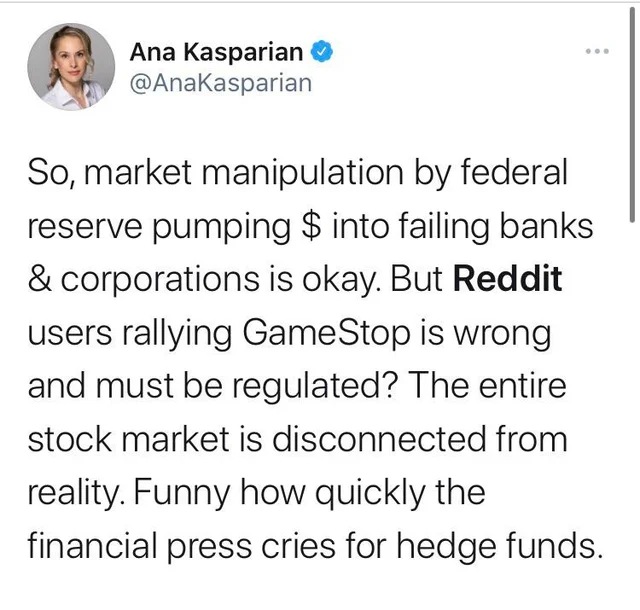 Ana Kasparian
@AnaKasparian
So, market manipulation by federal
reserve pumping $ into failing banks
& corporations is okay. But Reddit
users rallying GameStop is wrong
and must be regulated? The entire
stock market is disconnected from
reality. Funny how quickly the
financial press cries for hedge funds.